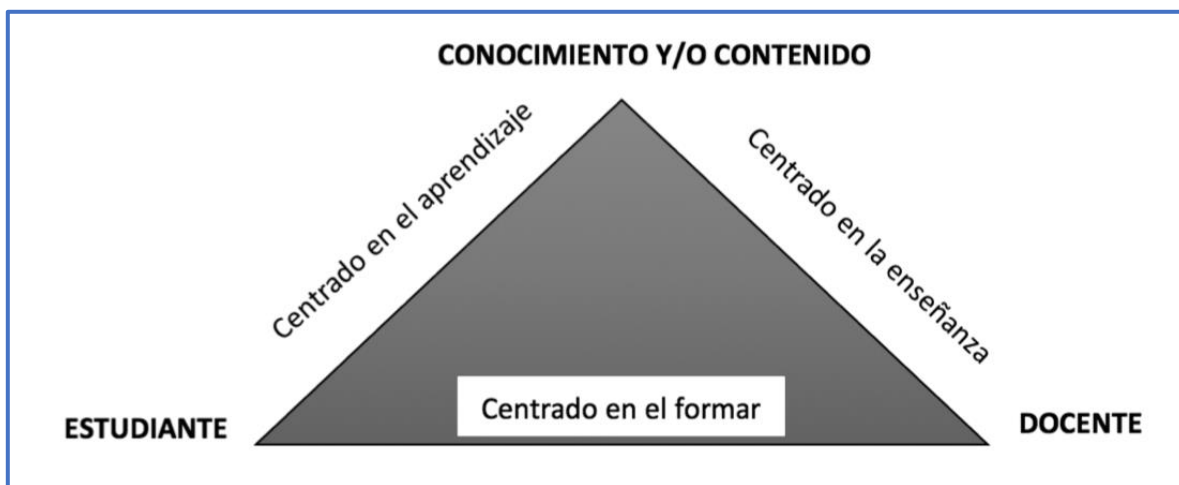 CONOCIMIENTO Y/O CONTENIDO
Centrado en el aprendizaje
Centrado en la enseñanza
Centrado en el formar
ESTUDIANTE
DOCENTE